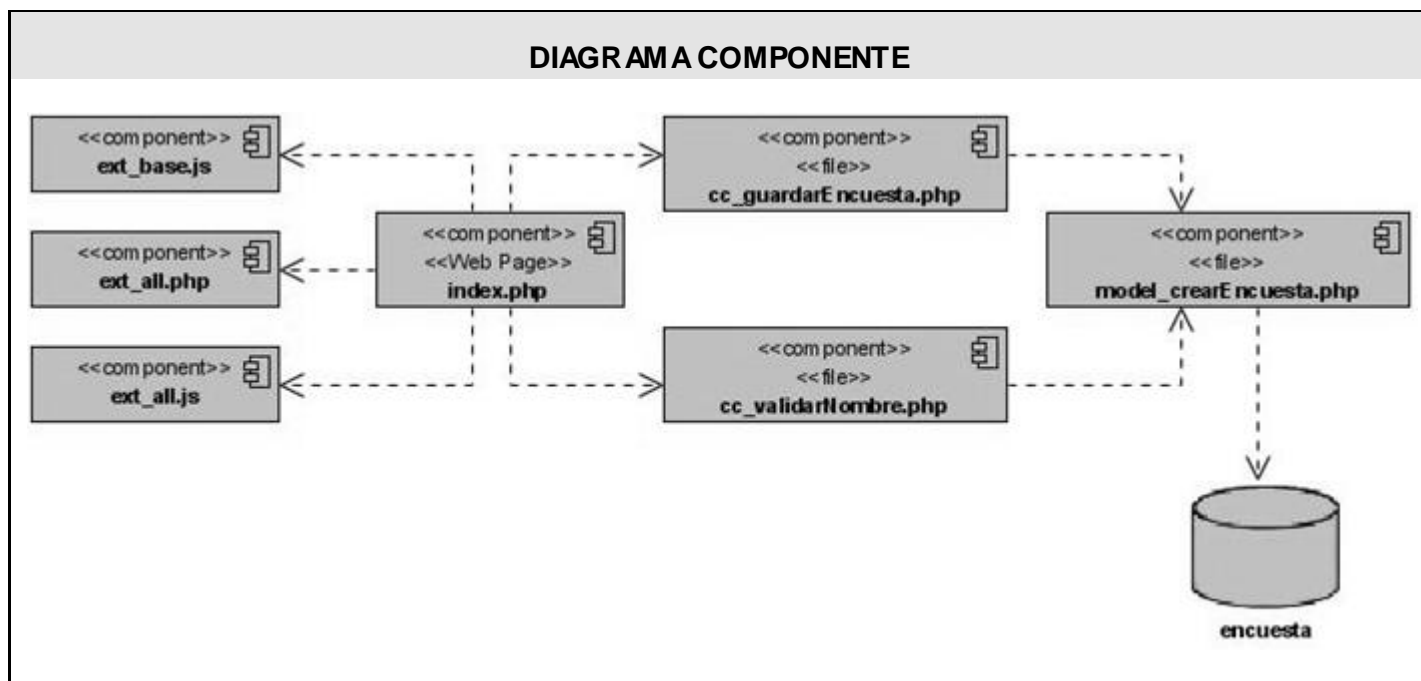 DIAGRAMA COMPONENTE
<<component>>
ext_base.js
<<component>>
ext_all.php
<<component>>
ext_all.js
<<component>>
<<Web Page>>
index.php
<<component>>
<<file>>
cc_guardarEncuesta.php
<<component>>
<<file>>
cc_validarNombre.php
<<component>>
<<file>>
model_crearEncuesta.php
encuesta